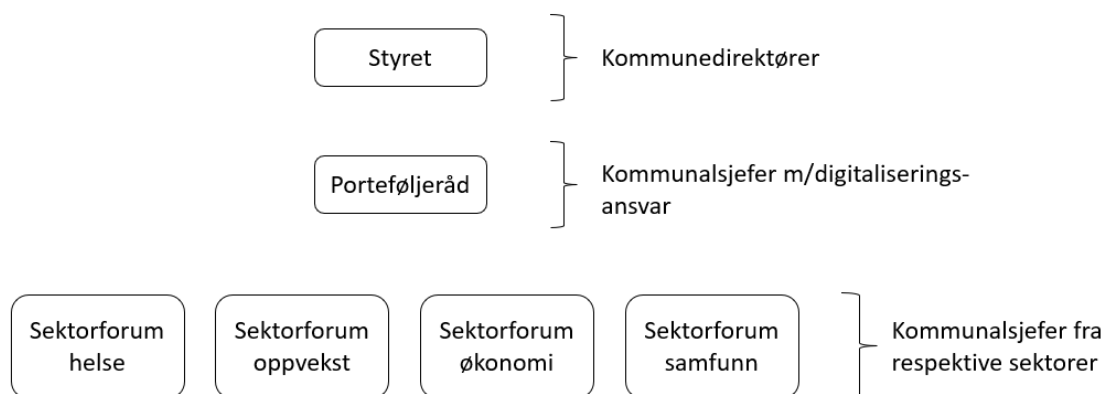 Styret
Kommunedirektører
Porteføljeråd
Kommunalsjefer m/digitaliserings-
ansvar
Sektorforum
helse
Sektorforum
oppvekst
Sektorforum
økonomi
Sektorforum
samfunn
Kommunalsjefer fra
respektive sektorer